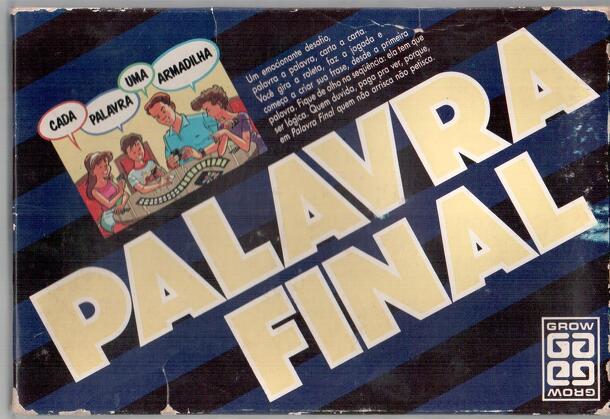 CADA
PALAVRA
UMA
ARMADILHA
Um emocionante desafio,
palavra a palavra, carta a carta.
Você gira a roleta, faz a jogada e
começa a criar sua frase, desde a primeira
palavra. Fique de olho na seqüência: ela tem que
ser lógica. Quem duvida, paga pra ver, porque,
em Palavra Final quem não arrisca não petisca.
PALAVRA
FINAL
GROW
GROW